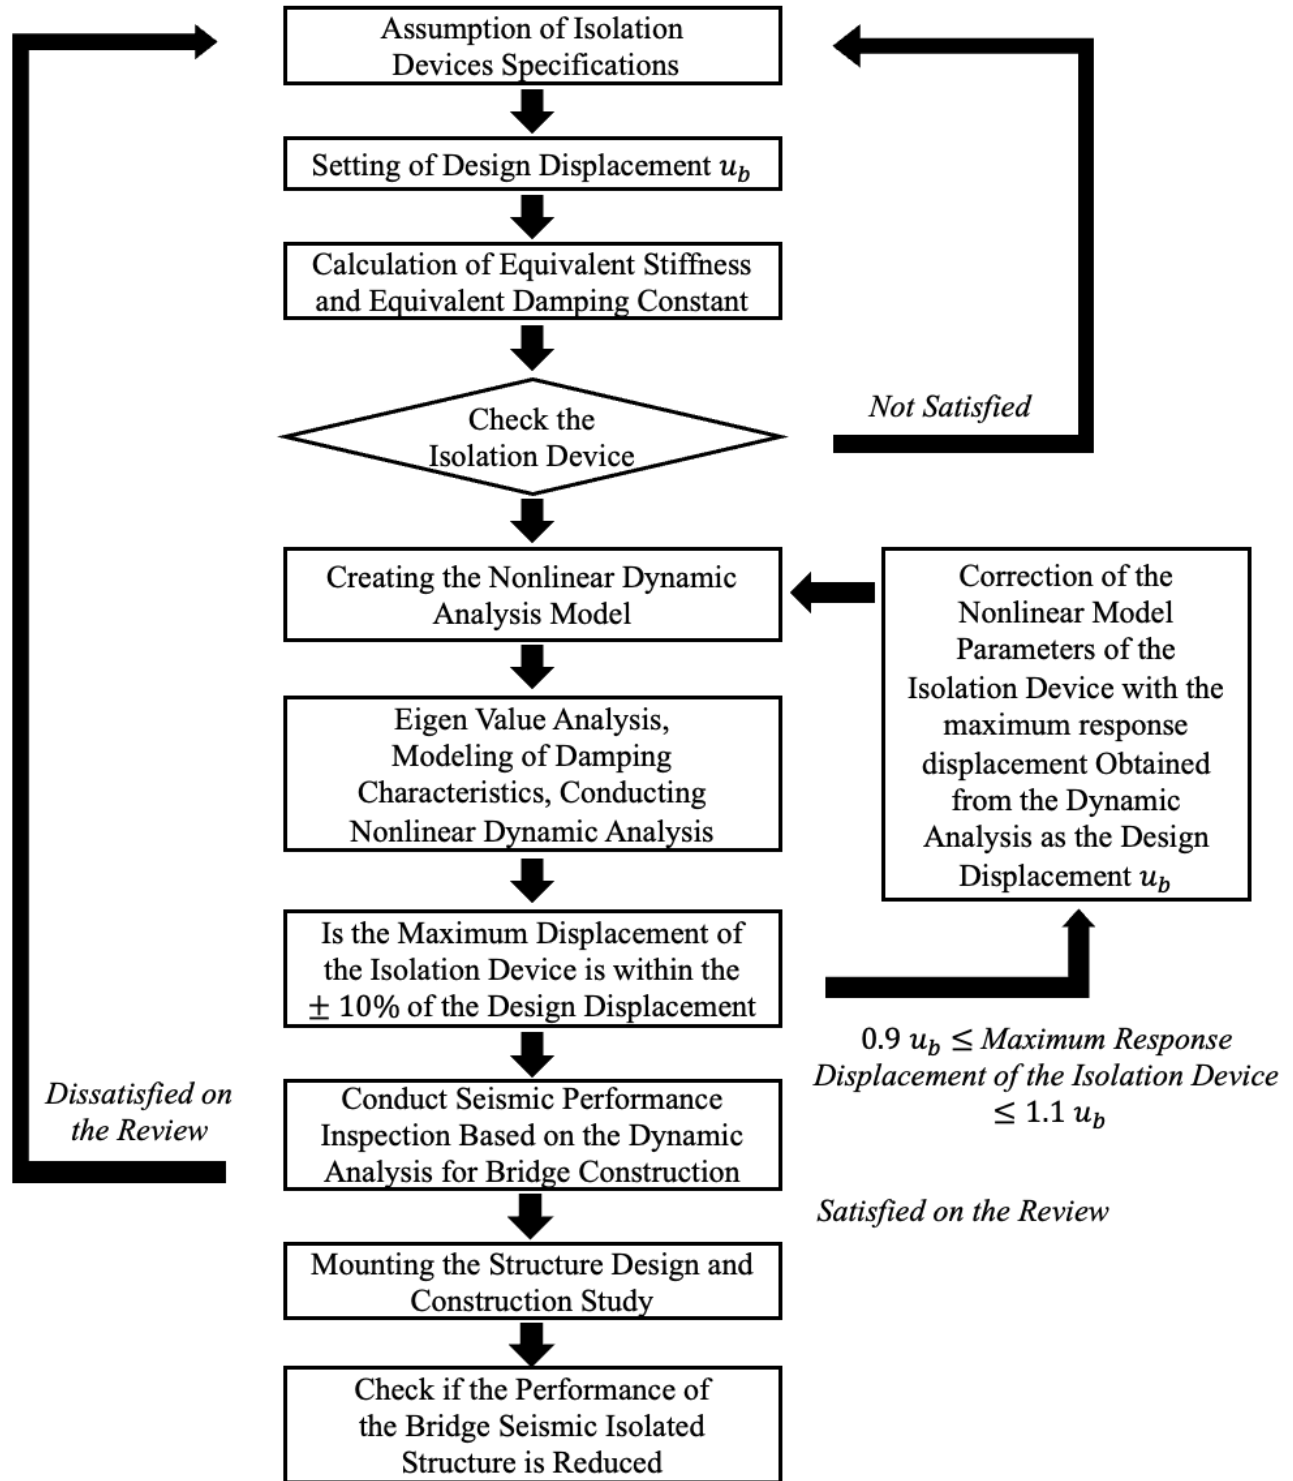 Assumption of Isolation
Devices Specifications
Setting of Design Displacement u_b
Calculation of Equivalent Stiffness
and Equivalent Damping Constant
Check the
Isolation Device
Not Satisfied
Creating the Nonlinear Dynamic
Analysis Model
Correction of the
Nonlinear Model
Parameters of the
Isolation Device with the
maximum response
displacement Obtained
from the Dynamic
Analysis as the Design
Displacement u_b
Eigen Value Analysis,
Modeling of Damping
Characteristics, Conducting
Nonlinear Dynamic Analysis
Is the Maximum Displacement of
the Isolation Device is within the
± 10% of the Design Displacement
0.9 u_b ≤ Maximum Response
Displacement of the Isolation Device
≤ 1.1 u_b
Dissatisfied on
the Review
Conduct Seismic Performance
Inspection Based on the Dynamic
Analysis for Bridge Construction
Satisfied on the Review
Mounting the Structure Design and
Construction Study
Check if the Performance of
the Bridge Seismic Isolated
Structure is Reduced